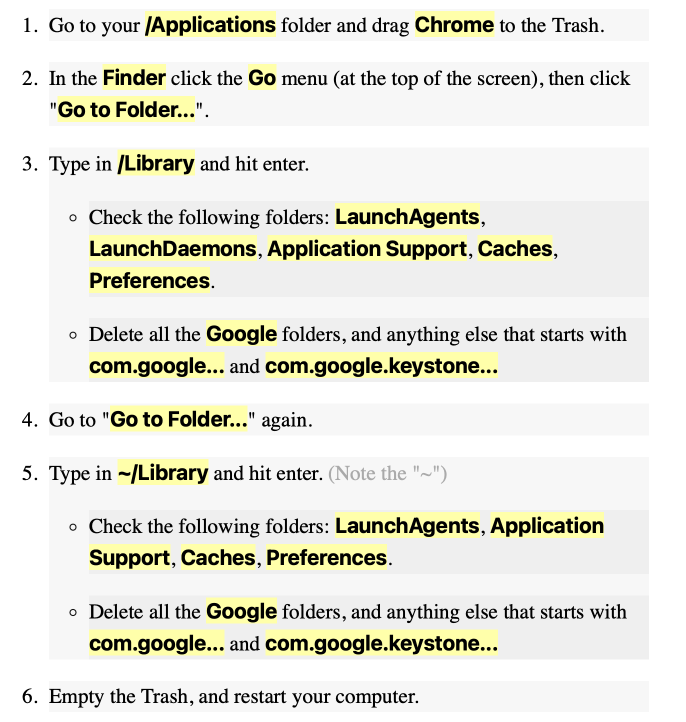 1. Go to your /Applications folder and drag Chrome to the Trash.
2. In the Finder click the Go menu (at the top of the screen), then click
"Go to Folder...".
3. Type in /Library and hit enter.
◦ Check the following folders: LaunchAgents,
LaunchDaemons, Application Support, Caches,
Preferences.
◦ Delete all the Google folders, and anything else that starts with
com.google... and com.google.keystone...
4. Go to "Go to Folder..." again.
5. Type in ~/Library and hit enter. (Note the "~")
◦ Check the following folders: LaunchAgents, Application
Support, Caches, Preferences.
◦ Delete all the Google folders, and anything else that starts with
com.google... and com.google.keystone...
6. Empty the Trash, and restart your computer.